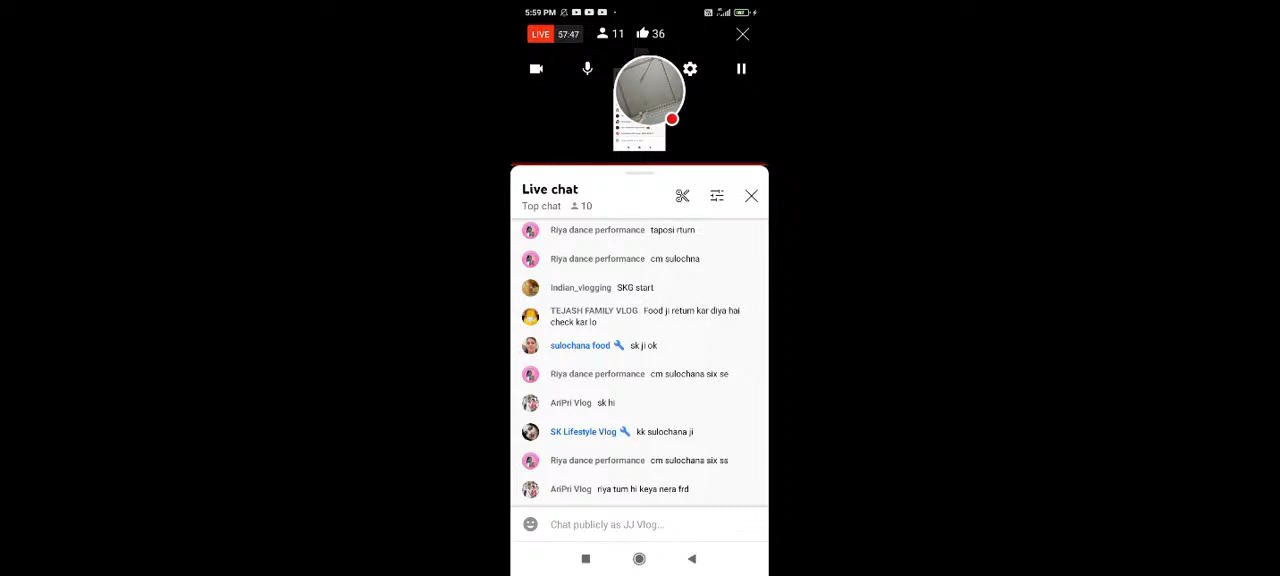 5:59 PM
LIVE 57:47 11 36
Live chat
Top chat 10
Riya dance performance taposi rturn
Riya dance performance cm sulochna
Indian_vlogging SKG start
TEJASH FAMILY VLOG Food ji return kar diya hai
check kar lo
sulochana food sk ji ok
Riya dance performance cm sulochana six se
AriPri Vlog sk hi
SK Lifestyle Vlog kk sulochana ji
Riya dance performance cm sulochana six ss
AriPri Vlog riya tum hi keya nera frd
Chat publicly as JJ Vlog...